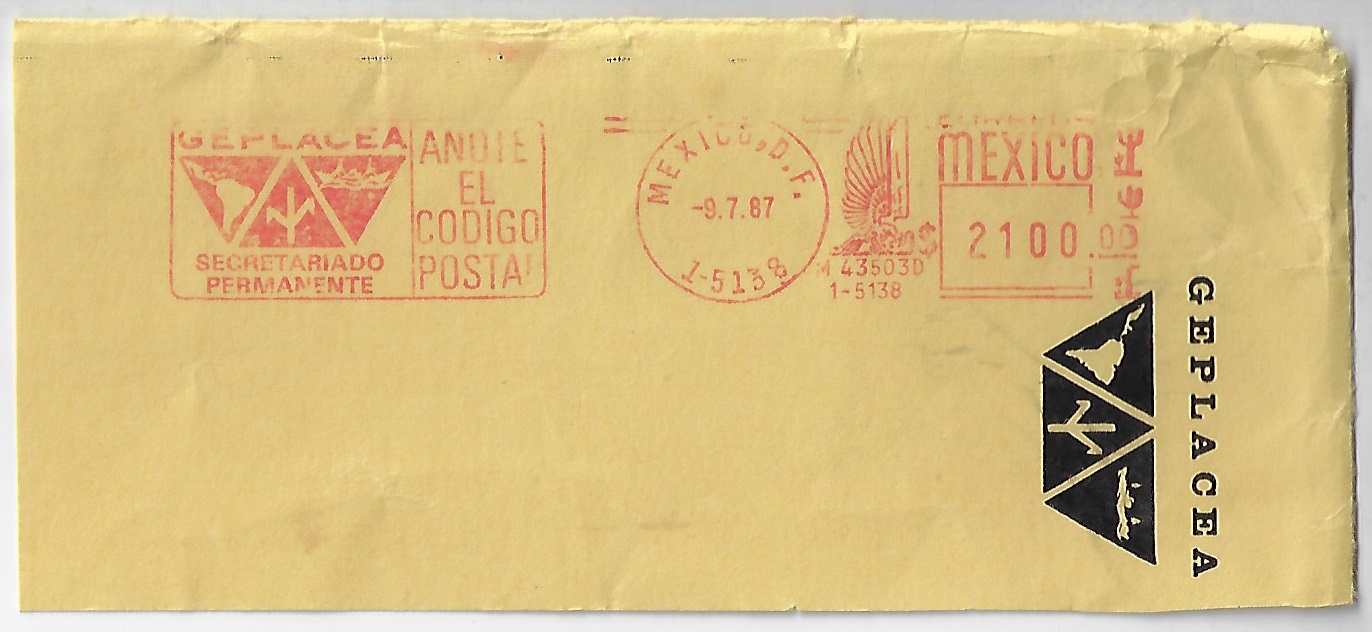 GEPLACEA
SECRETARIADO
PERMANENTE
ANOTE
EL
CODIGO
POSTAL
MEXICO, D.F.
-9.7.87
1-5138
M 43503D
1-5138
CORREOS
MEXICO
$ 2100.00
GEPLACEA